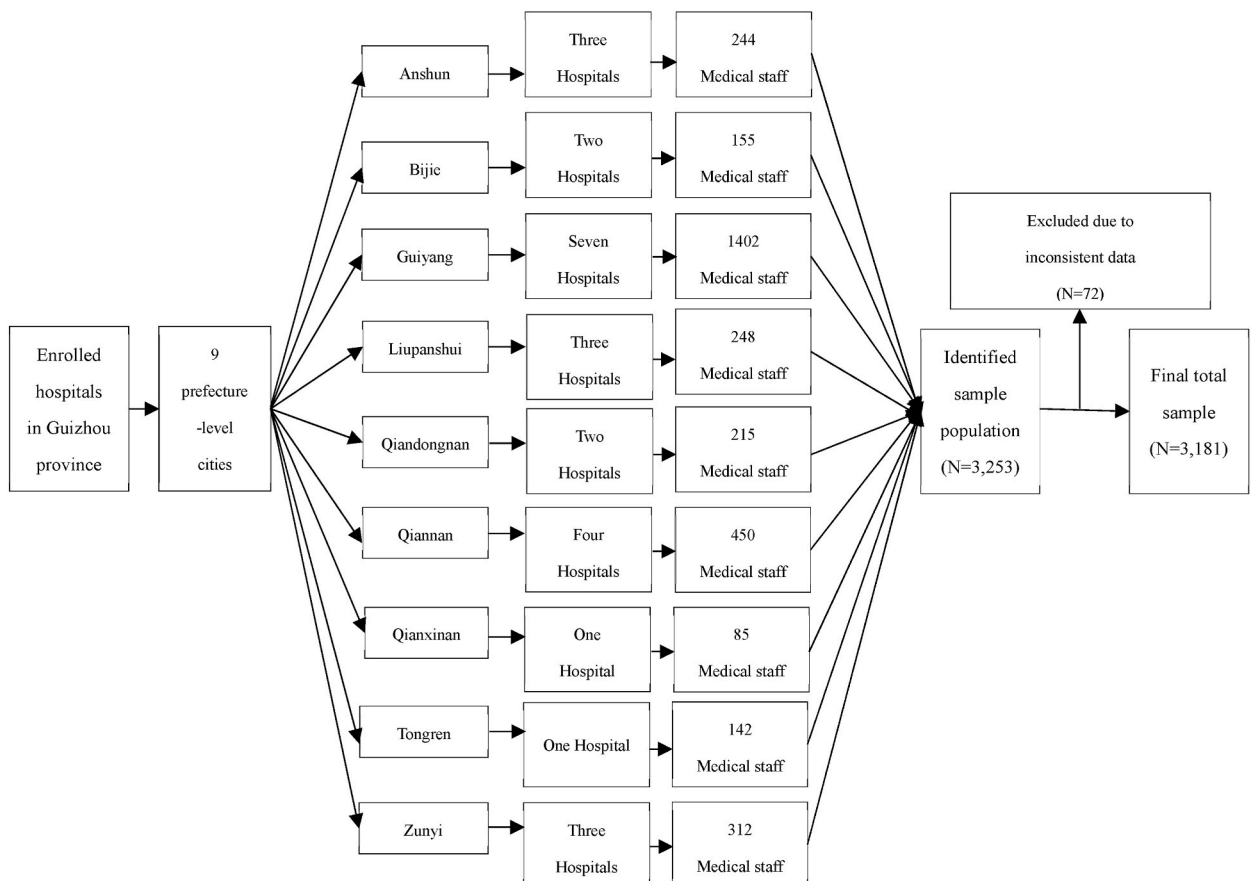 Enrolled
hospitals
in Guizhou
province
9
prefecture
-level
cities
Anshun
Three
Hospitals
244
Medical staff
Bijie
Two
Hospitals
155
Medical staff
Guiyang
Seven
Hospitals
1402
Medical staff
Liupanshui
Three
Hospitals
248
Medical staff
Qiandongnan
Two
Hospitals
215
Medical staff
Qiannan
Four
Hospitals
450
Medical staff
Qianxinan
One
Hospital
85
Medical staff
Tongren
One Hospital
142
Medical staff
Zunyi
Three
Hospitals
312
Medical staff
Identified
sample
population
(N=3,253)
Excluded due to
inconsistent data
(N=72)
Final total
sample
(N=3,181)